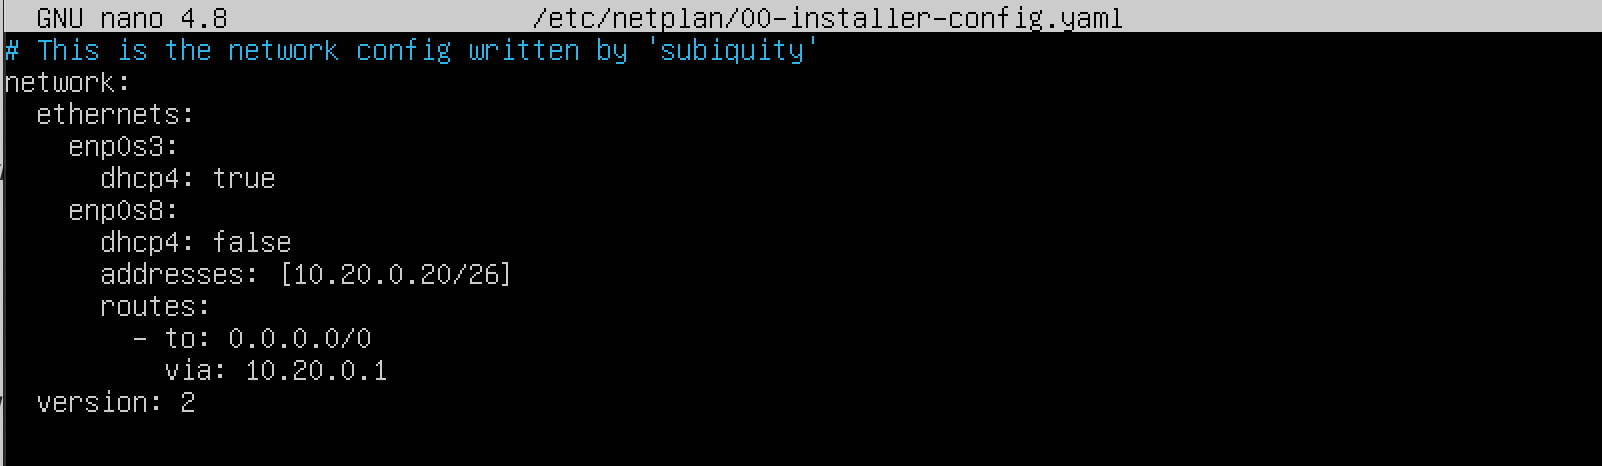 GNU nano 4.8 /etc/netplan/00-installer-config.yaml
# This is the network config written by 'subiquity'
network:
  ethernets:
    enp0s3:
      dhcp4: true
    enp0s8:
      dhcp4: false
      addresses: [10.20.0.20/26]
      routes:
        - to: 0.0.0.0/0
          via: 10.20.0.1
  version: 2